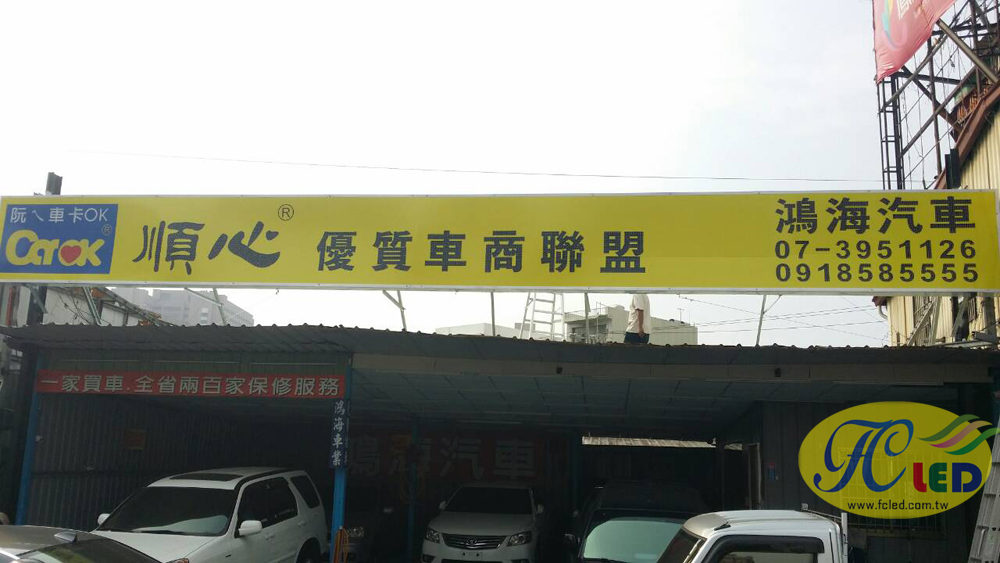 阮ㄟ車卡OK
CarOK®
順心®
優質車商聯盟
鴻海汽車
07-3951126
0918585555
一家買車.全省兩百家保修服務
鴻海車業
鴻海汽車
FC LED
www.fcled.com.tw